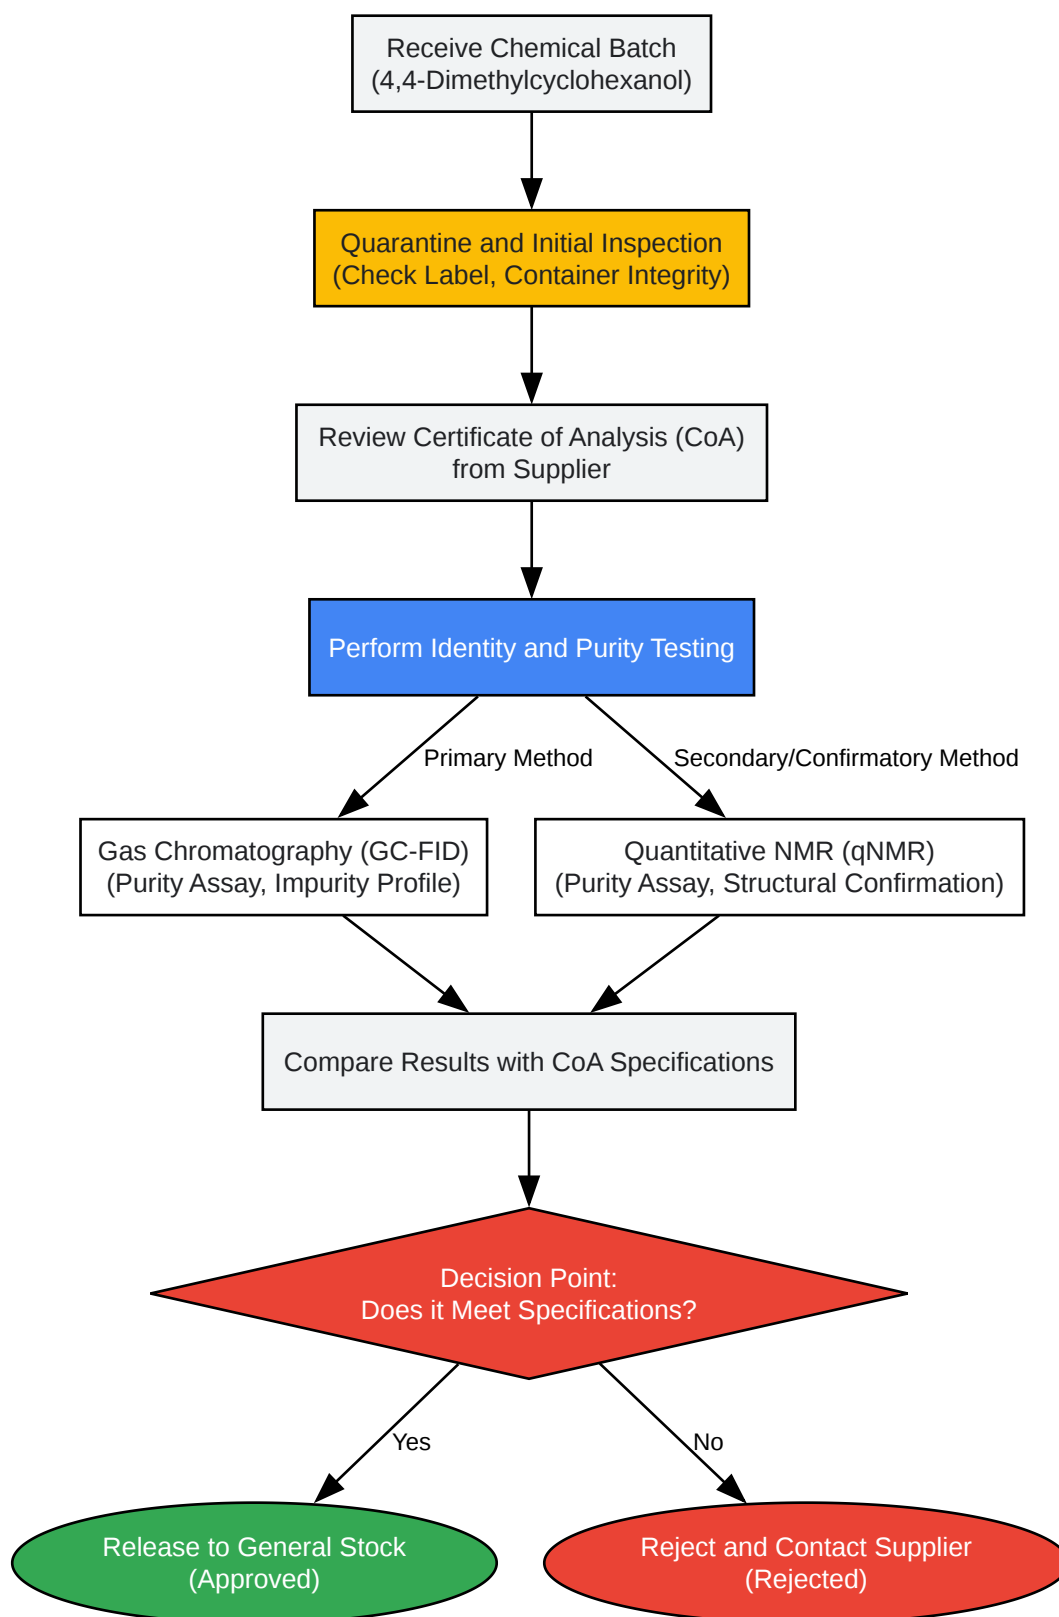 Receive Chemical Batch
(4,4-Dimethylcyclohexanol)
Quarantine and Initial Inspection
(Check Label, Container Integrity)
Review Certificate of Analysis (CoA)
from Supplier
Perform Identity and Purity Testing
Primary Method
Secondary/Confirmatory Method
Gas Chromatography (GC-FID)
(Purity Assay, Impurity Profile)
Quantitative NMR (qNMR)
(Purity Assay, Structural Confirmation)
Compare Results with CoA Specifications
Decision Point:
Does it Meet Specifications?
Yes
No
Release to General Stock
(Approved)
Reject and Contact Supplier
(Rejected)